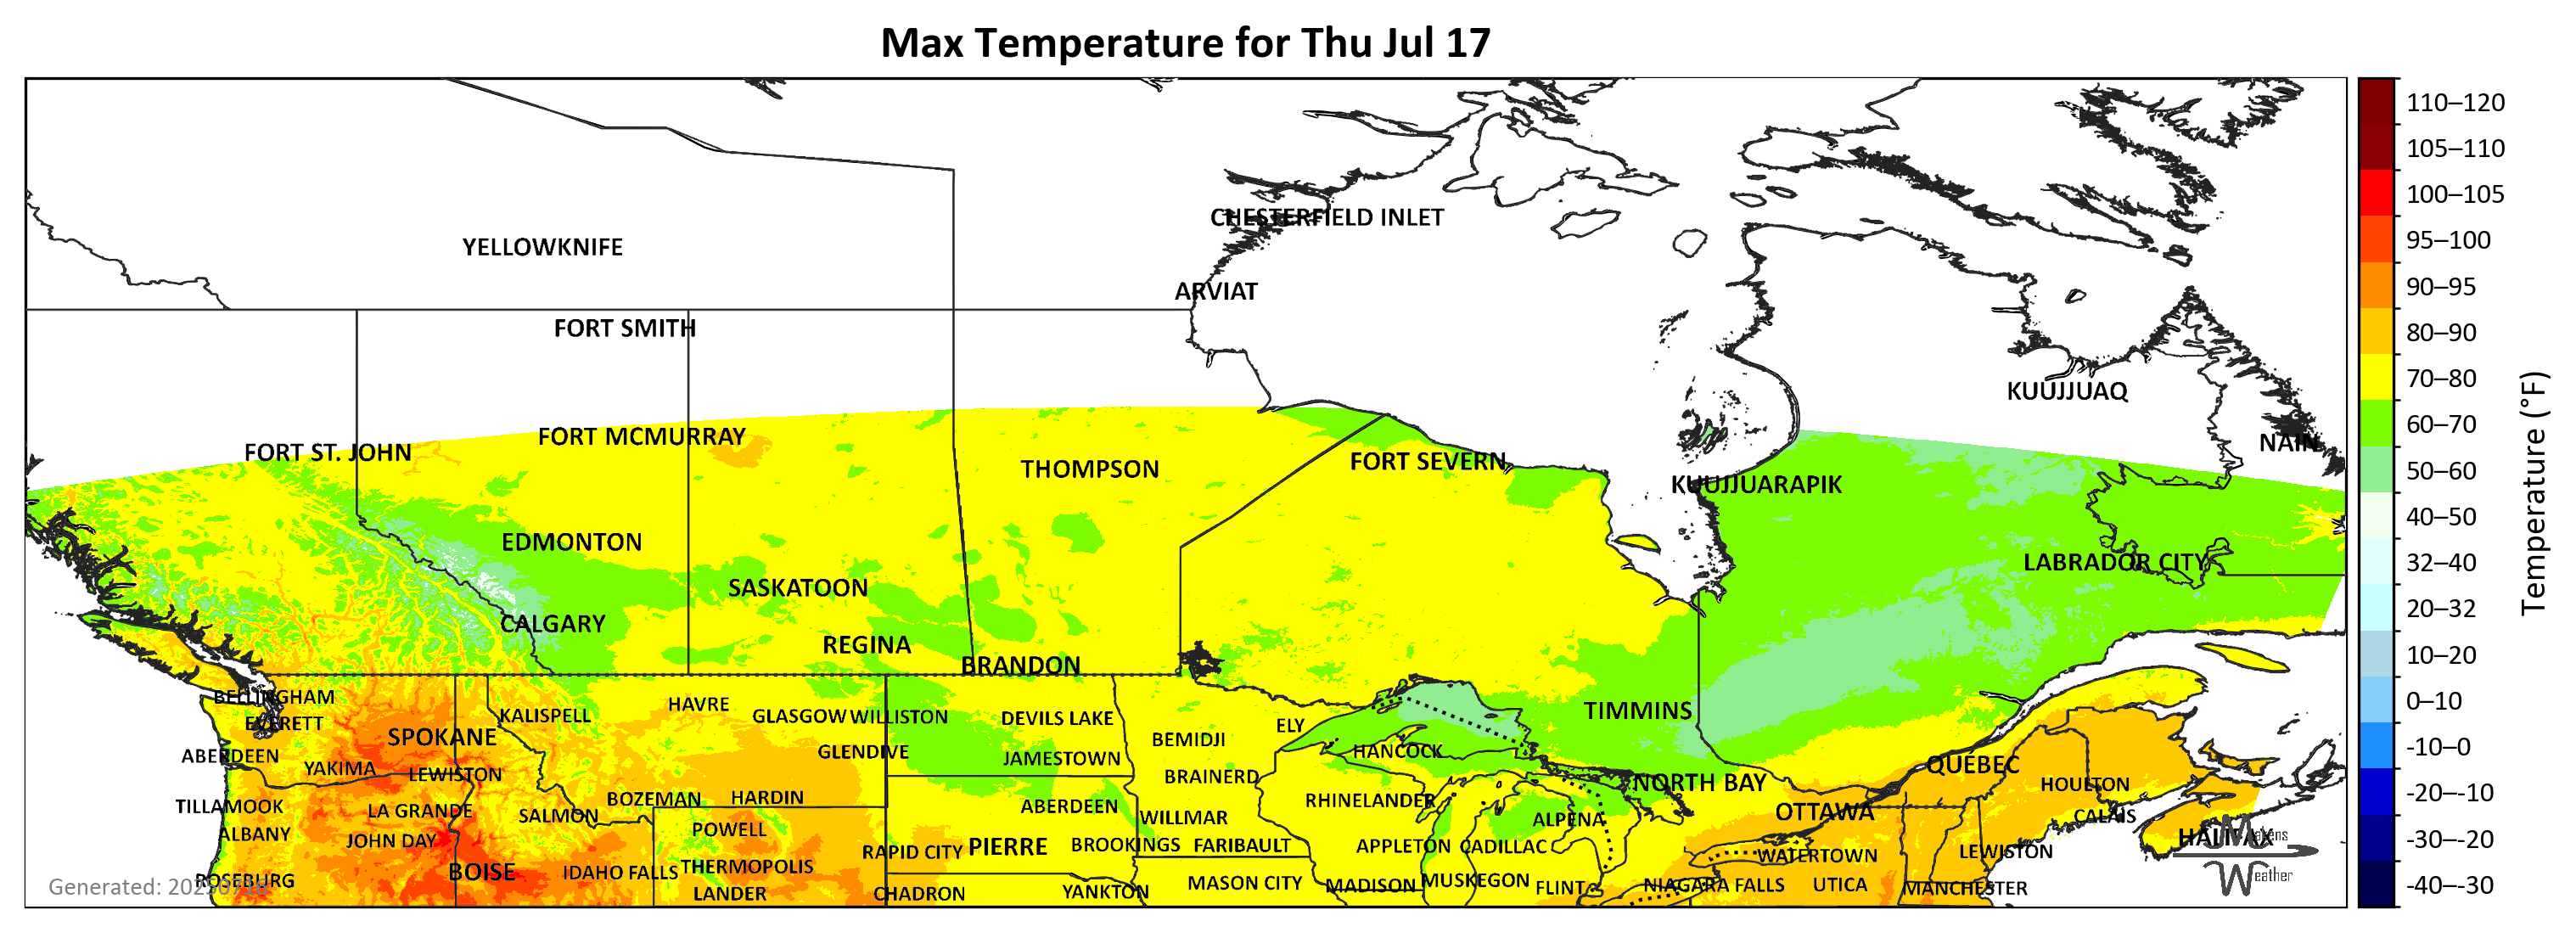 Max Temperature for Thu Jul 17
CHESTERFIELD INLET
YELLOWKNIFE
ARVIAT
FORT SMITH
KUUJJUAQ
FORT MCMURRAY
NAIN
FORT ST. JOHN
FORT SEVERN
THOMPSON
KUUJJUARAPIK
EDMONTON
LABRADOR CITY
SASKATOON
CALGARY
REGINA
BRANDON
BELLINGHAM
HAVRE
KALISPELL
GLASGOW WILLISTON
DEVILS LAKE
TIMMINS
EVERETT
ELY
SPOKANE
BEMIDJI
ABERDEEN
GLENDIVE
JAMESTOWN
HANCOCK
QUÉBEC
YAKIMA
LEWISTON
BRAINERD
NORTH BAY
HOULTON
BOZEMAN
HARDIN
RHINELANDER
TILLAMOOK
LA GRANDE
SALMON
ABERDEEN
WILLMAR
ALPENA
OTTAWA
CALAIS
ALBANY
JOHN DAY
POWELL
RAPID CITY
PIERRE
BROOKINGS
FARIBAULT
APPLETON
CADILLAC
WATERTOWN
LEWISTON
HALIFAX
Makens
Weather
ROSEBURG
BOISE
IDAHO FALLS
THERMOPOLIS
LANDER
CHADRON
YANKTON
MASON CITY
MADISON
MUSKEGON
FLINT
NIAGARA FALLS
UTICA
MANCHESTER
110–120
105–110
100–105
95–100
90–95
80–90
70–80
60–70
50–60
40–50
32–40
20–32
10–20
0–10
-10–0
-20–-10
-30–-20
-40–-30
Temperature (°F)